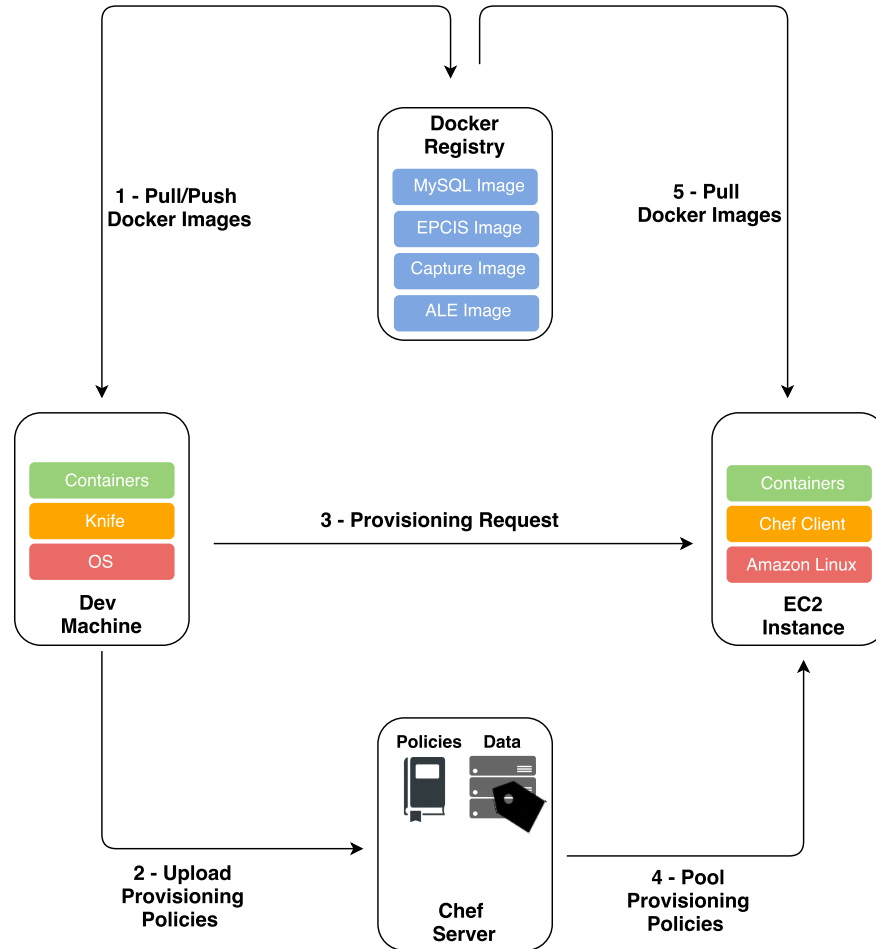 Docker
Registry
MySQL Image
EPCIS Image
Capture Image
ALE Image
1 - Pull/Push
Docker Images
5 - Pull
Docker Images
Containers
Knife
OS
Dev
Machine
3 - Provisioning Request
Containers
Chef Client
Amazon Linux
EC2
Instance
Policies
Data
Chef
Server
2 - Upload
Provisioning
Policies
4 - Pool
Provisioning
Policies